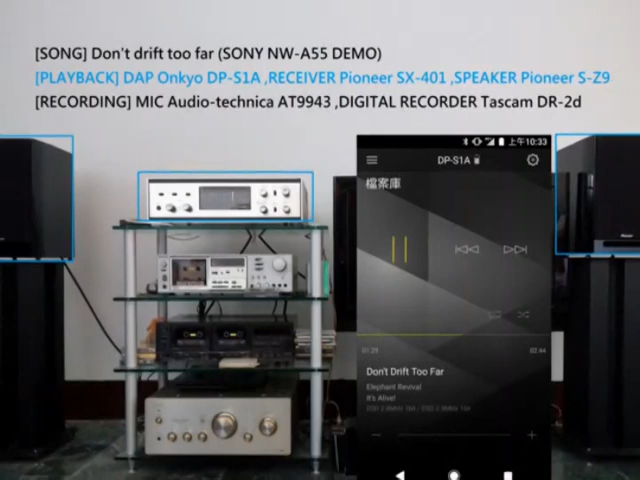 [SONG] Don't drift too far (SONY NW-A55 DEMO)
[PLAYBACK] DAP Onkyo DP-S1A ,RECEIVER Pioneer SX-401 ,SPEAKER Pioneer S-Z9
[RECORDING] MIC Audio-technica AT9943 ,DIGITAL RECORDER Tascam DR-2d
上午10:33
DP-S1A
檔案庫
01:29 02:44
Don't Drift Too Far
Elephant Revival
It's Alive!